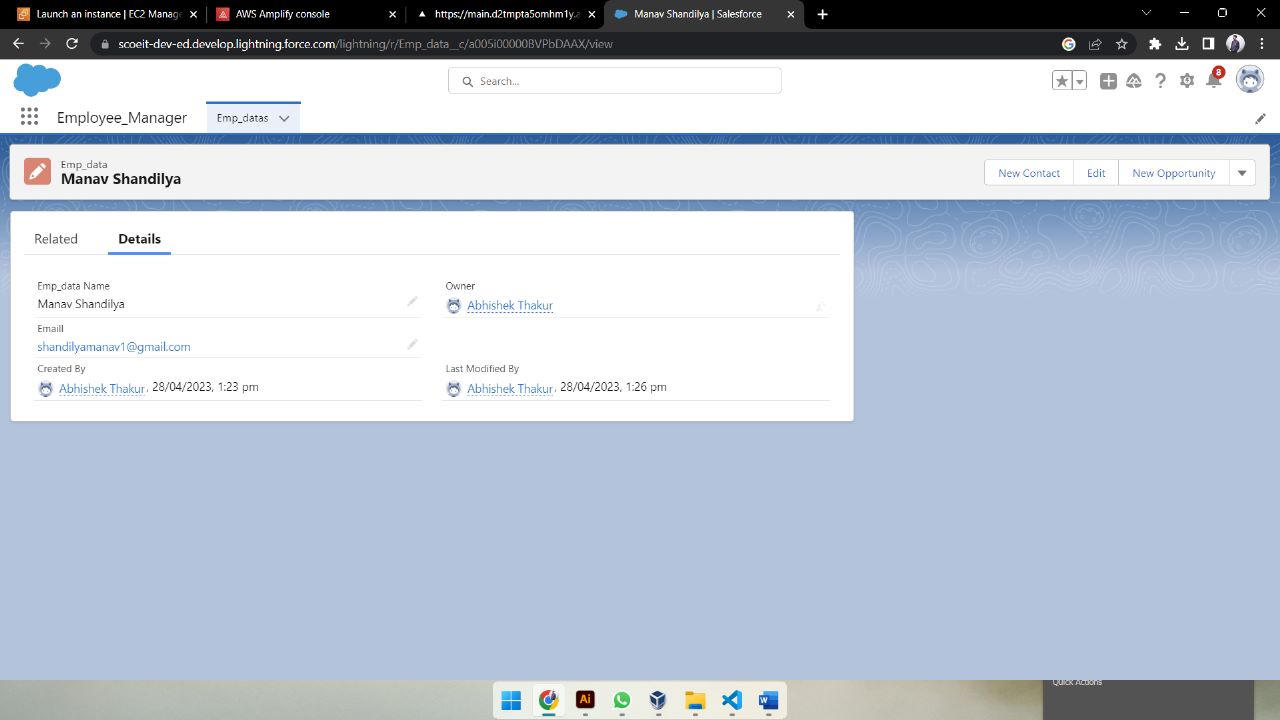 Launch an instance | EC2 Manage
AWS Amplify console
https://main.d2tmpta5omhm1y.a
Manav Shandilya | Salesforce
scoeit-dev-ed.develop.lightning.force.com/lightning/r/Emp_data__c/a005i00000BVPbDAAX/view
Search...
8
Employee_Manager
Emp_datas
Emp_data
Manav Shandilya
New Contact
Edit
New Opportunity
Related
Details
Emp_data Name
Manav Shandilya
Owner
Abhishek Thakur
Emaill
shandilyamanav1@gmail.com
Created By
Abhishek Thakur, 28/04/2023, 1:23 pm
Last Modified By
Abhishek Thakur, 28/04/2023, 1:26 pm
Quick Actions
Ai
W